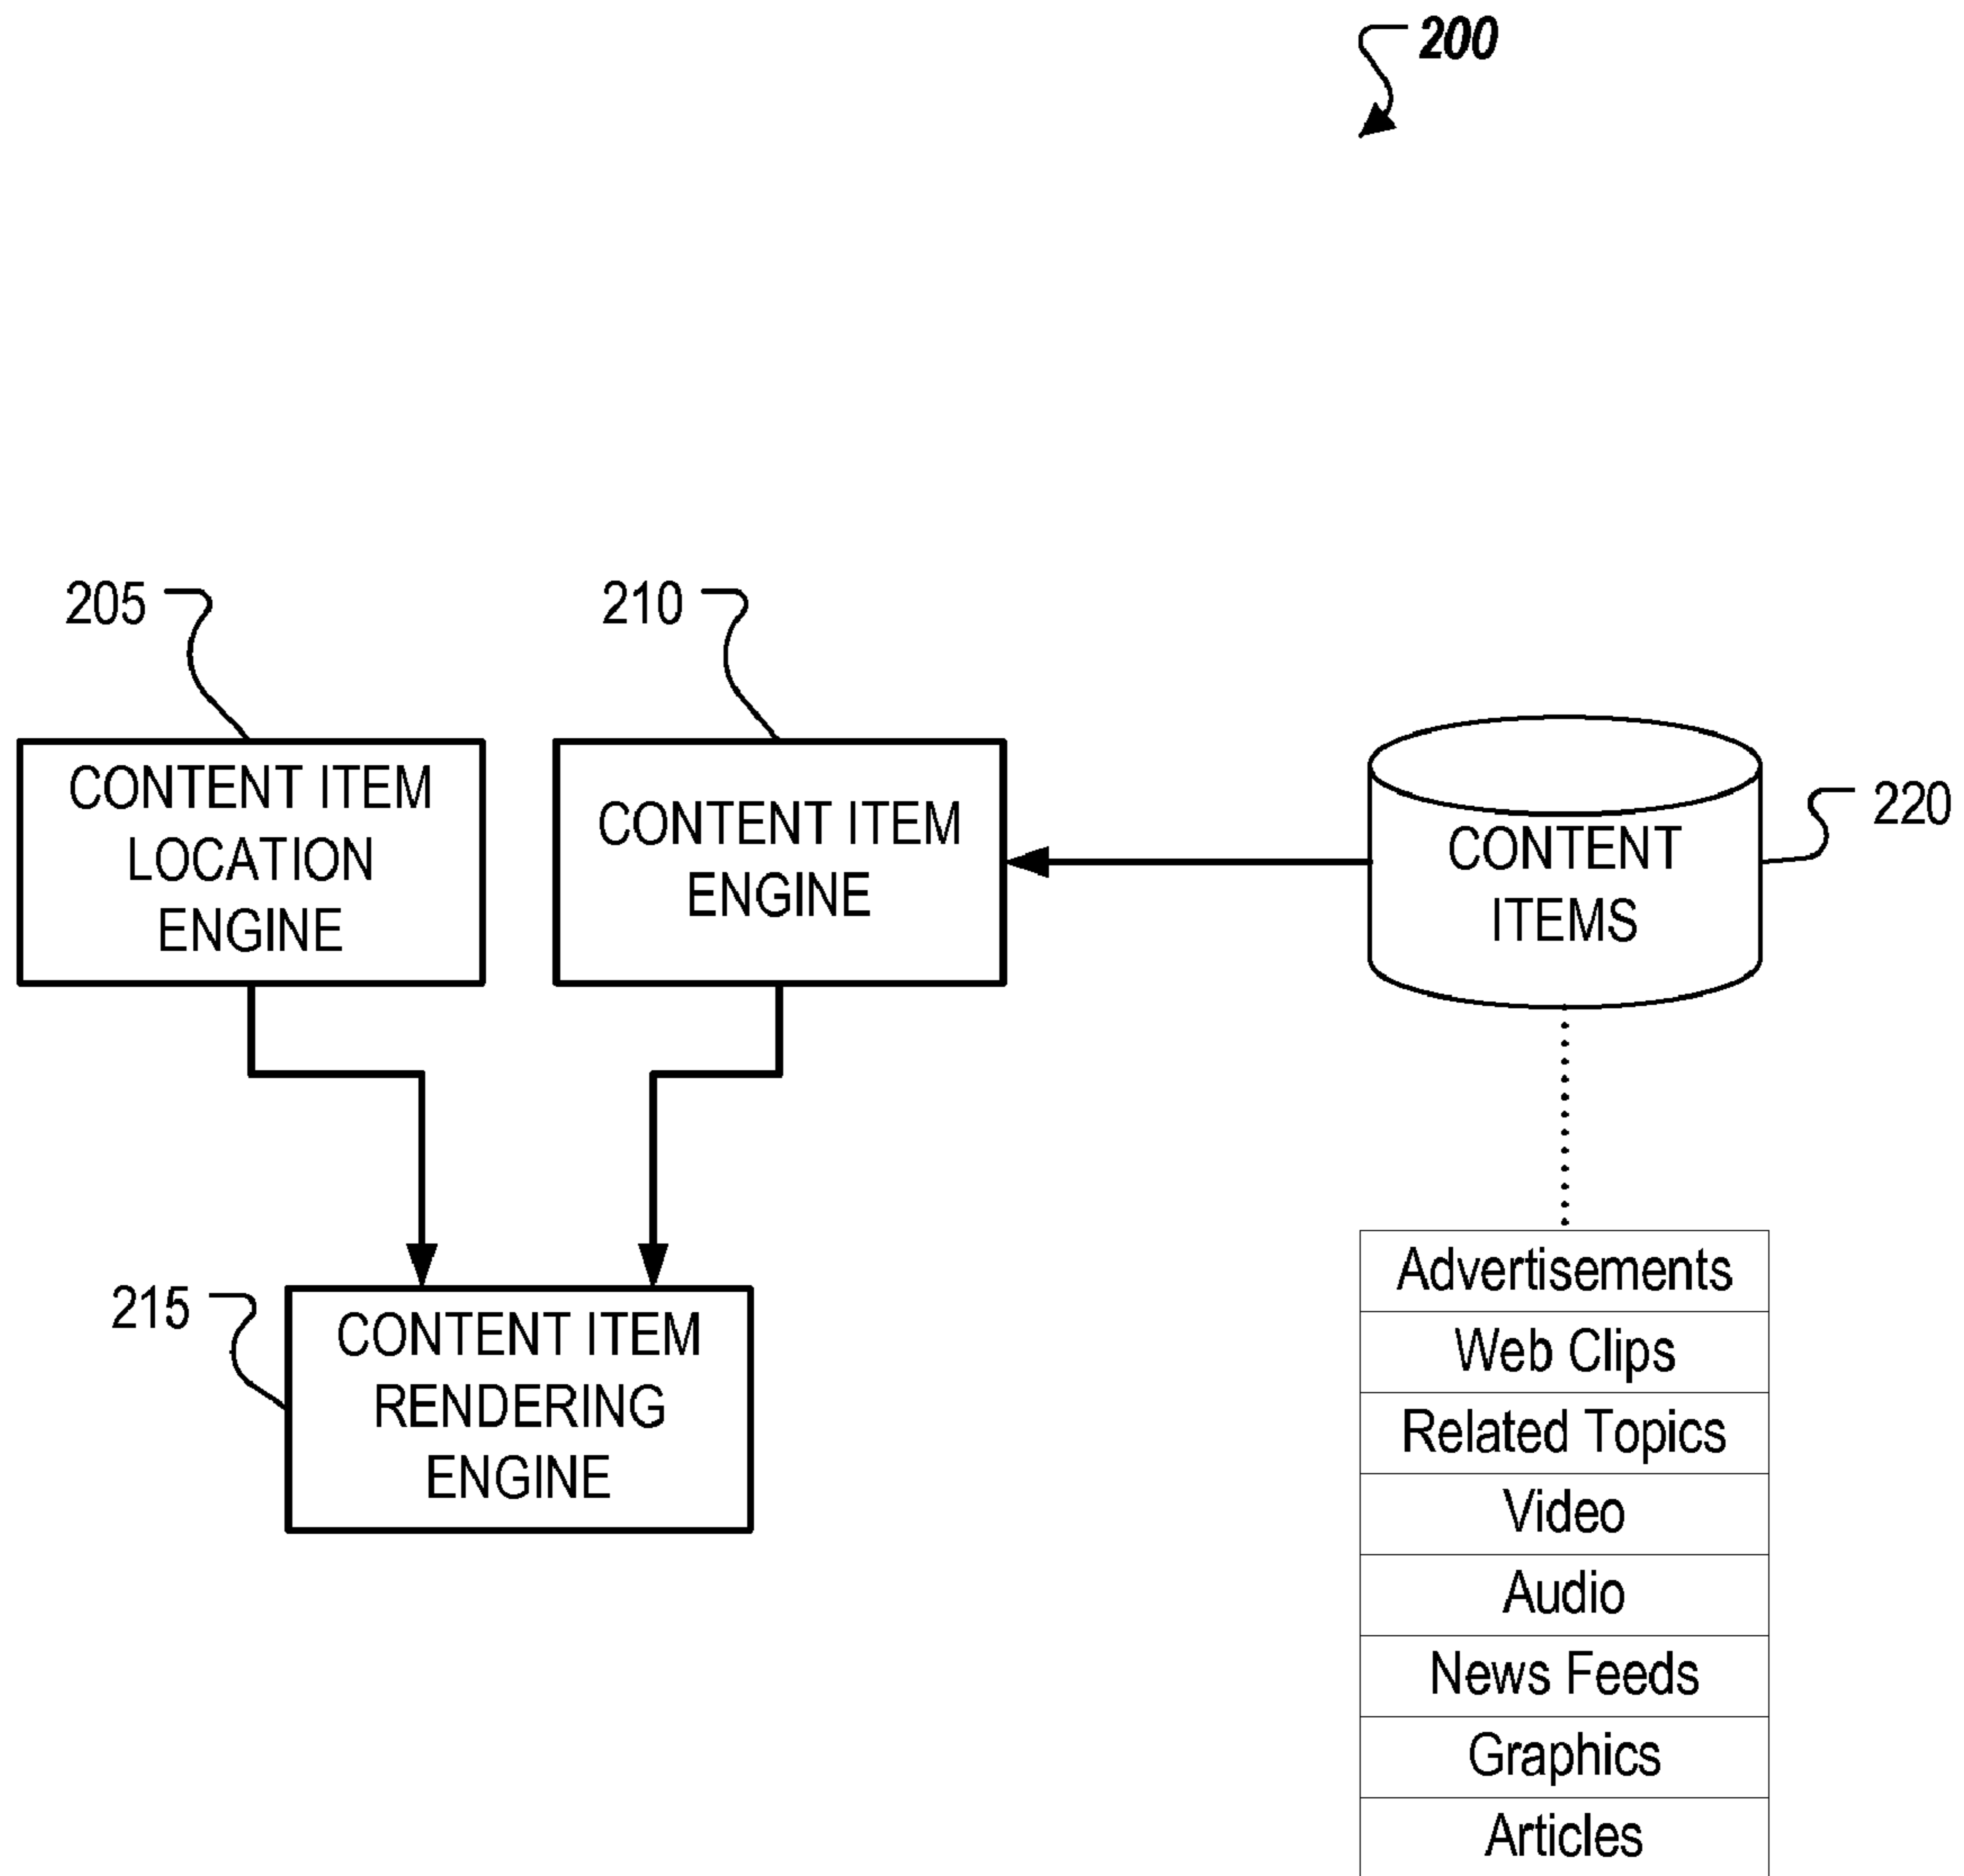 200
205
210
CONTENT ITEM
LOCATION
ENGINE
CONTENT ITEM
ENGINE
CONTENT
ITEMS
220
215
CONTENT ITEM
RENDERING
ENGINE
Advertisements
Web Clips
Related Topics
Video
Audio
News Feeds
Graphics
Articles